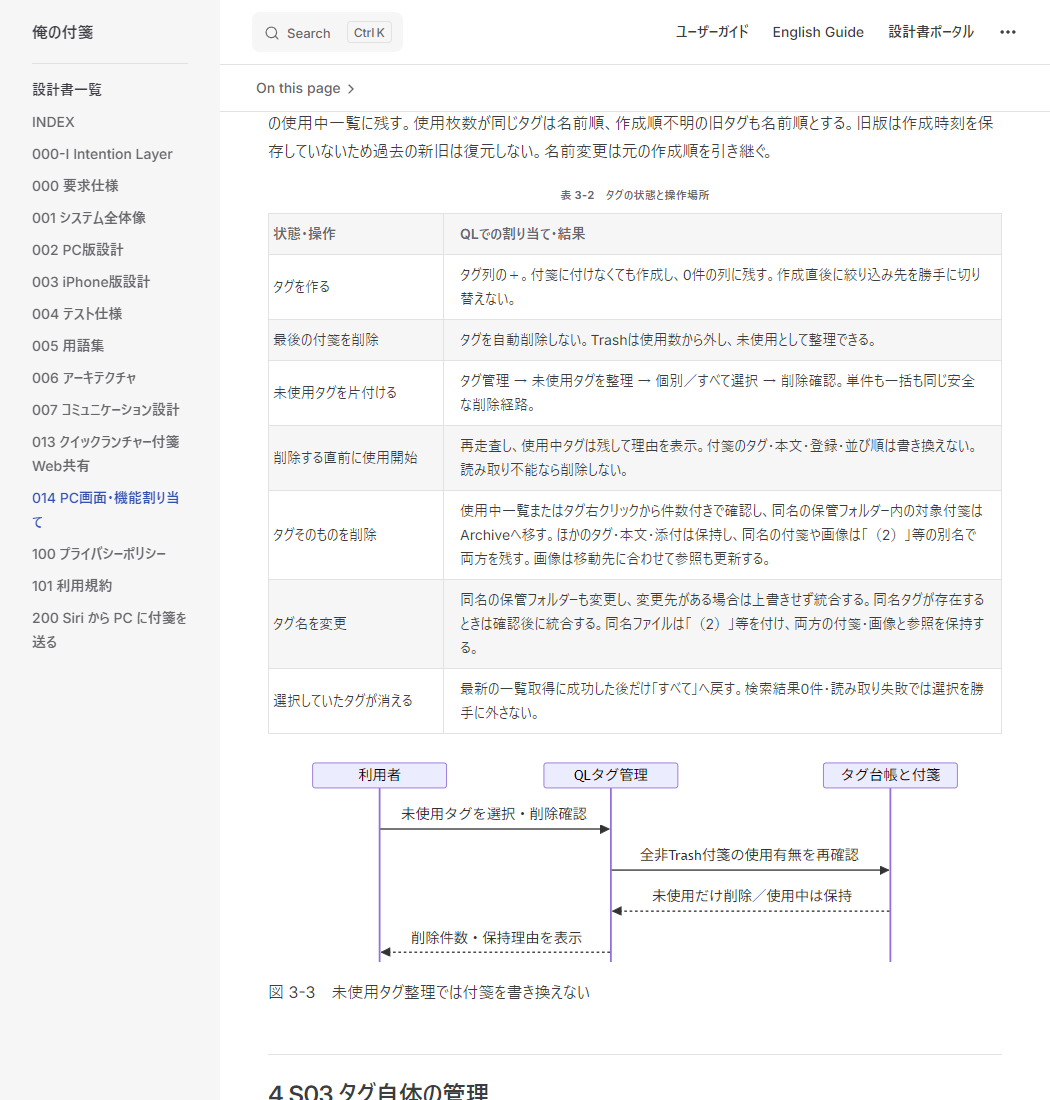 俺の付箋
Search
Ctrl K
ユーザーガイド
English Guide
設計書ポータル
On this page
設計書一覧
INDEX
000-I Intention Layer
000 要求仕様
001 システム全体像
002 PC版設計
003 iPhone版設計
004 テスト仕様
005 用語集
006 アーキテクチャ
007 コミュニケーション設計
013 クイックランチャー付箋
Web共有
014 PC画面・機能割り当
て
100 プライバシーポリシー
101 利用規約
200 Siri から PC に付箋を
送る
の使用中一覧に残す。使用枚数が同じタグは名前順、作成順不明の旧タグも名前順とする。旧版は作成時刻を保
存していないため過去の新旧は復元しない。名前変更は元の作成順を引き継ぐ。
表 3-2 タグの状態と操作場所
状態・操作
QLでの割り当て・結果
タグを作る
タグ列の＋。付箋に付けなくても作成し、0件の列に残す。作成直後に絞り込み先を勝手に切り
替えない。
最後の付箋を削除
タグを自動削除しない。Trashは使用数から外し、未使用として整理できる。
未使用タグを片付ける
タグ管理 → 未使用タグを整理 → 個別／すべて選択 → 削除確認。単件も一括も同じ安全
な削除経路。
削除する直前に使用開始
再走査し、使用中タグは残して理由を表示。付箋のタグ・本文・登録・並び順は書き換えない。
読み取り不能なら削除しない。
タグそのものを削除
使用中一覧またはタグ右クリックから件数付きで確認し、同名の保管フォルダー内の対象付箋は
Archiveへ移す。ほかのタグ・本文・添付は保持し、同名の付箋や画像は「（2）」等の別名で
両方を残す。画像は移動先に合わせて参照も更新する。
タグ名を変更
同名の保管フォルダーも変更し、変更先がある場合は上書きせず統合する。同名タグが存在する
ときは確認後に統合する。同名ファイルは「（2）」等を付け、両方の付箋・画像と参照を保持す
る。
選択していたタグが消える
最新の一覧取得に成功した後だけ「すべて」へ戻す。検索結果0件・読み取り失敗では選択を勝
手に外さない。
利用者
QLタグ管理
タグ台帳と付箋
未使用タグを選択・削除確認
全非Trash付箋の使用有無を再確認
未使用だけ削除／使用中は保持
削除件数・保持理由を表示
図 3-3 未使用タグ整理では付箋を書き換えない
4 S03 タグ自体の管理